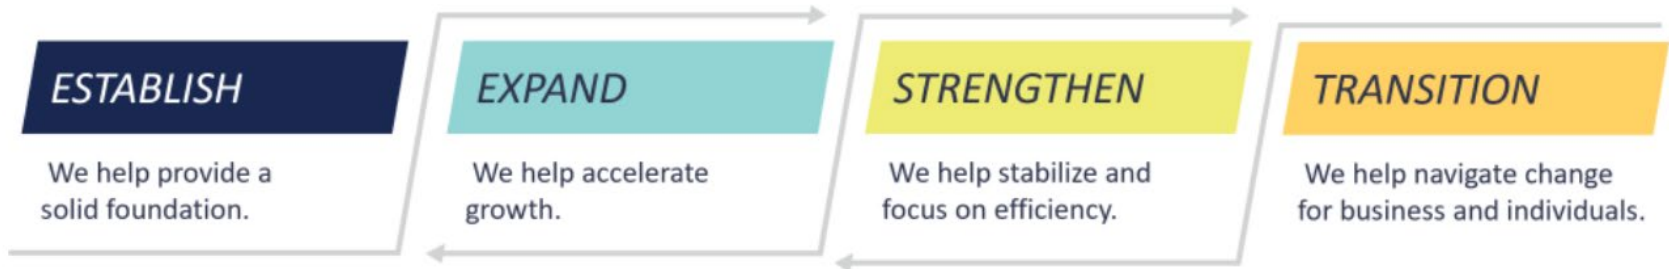 ESTABLISH
We help provide a
solid foundation.
EXPAND
We help accelerate
growth.
STRENGTHEN
We help stabilize and
focus on efficiency.
TRANSITION
We help navigate change
for business and individuals.